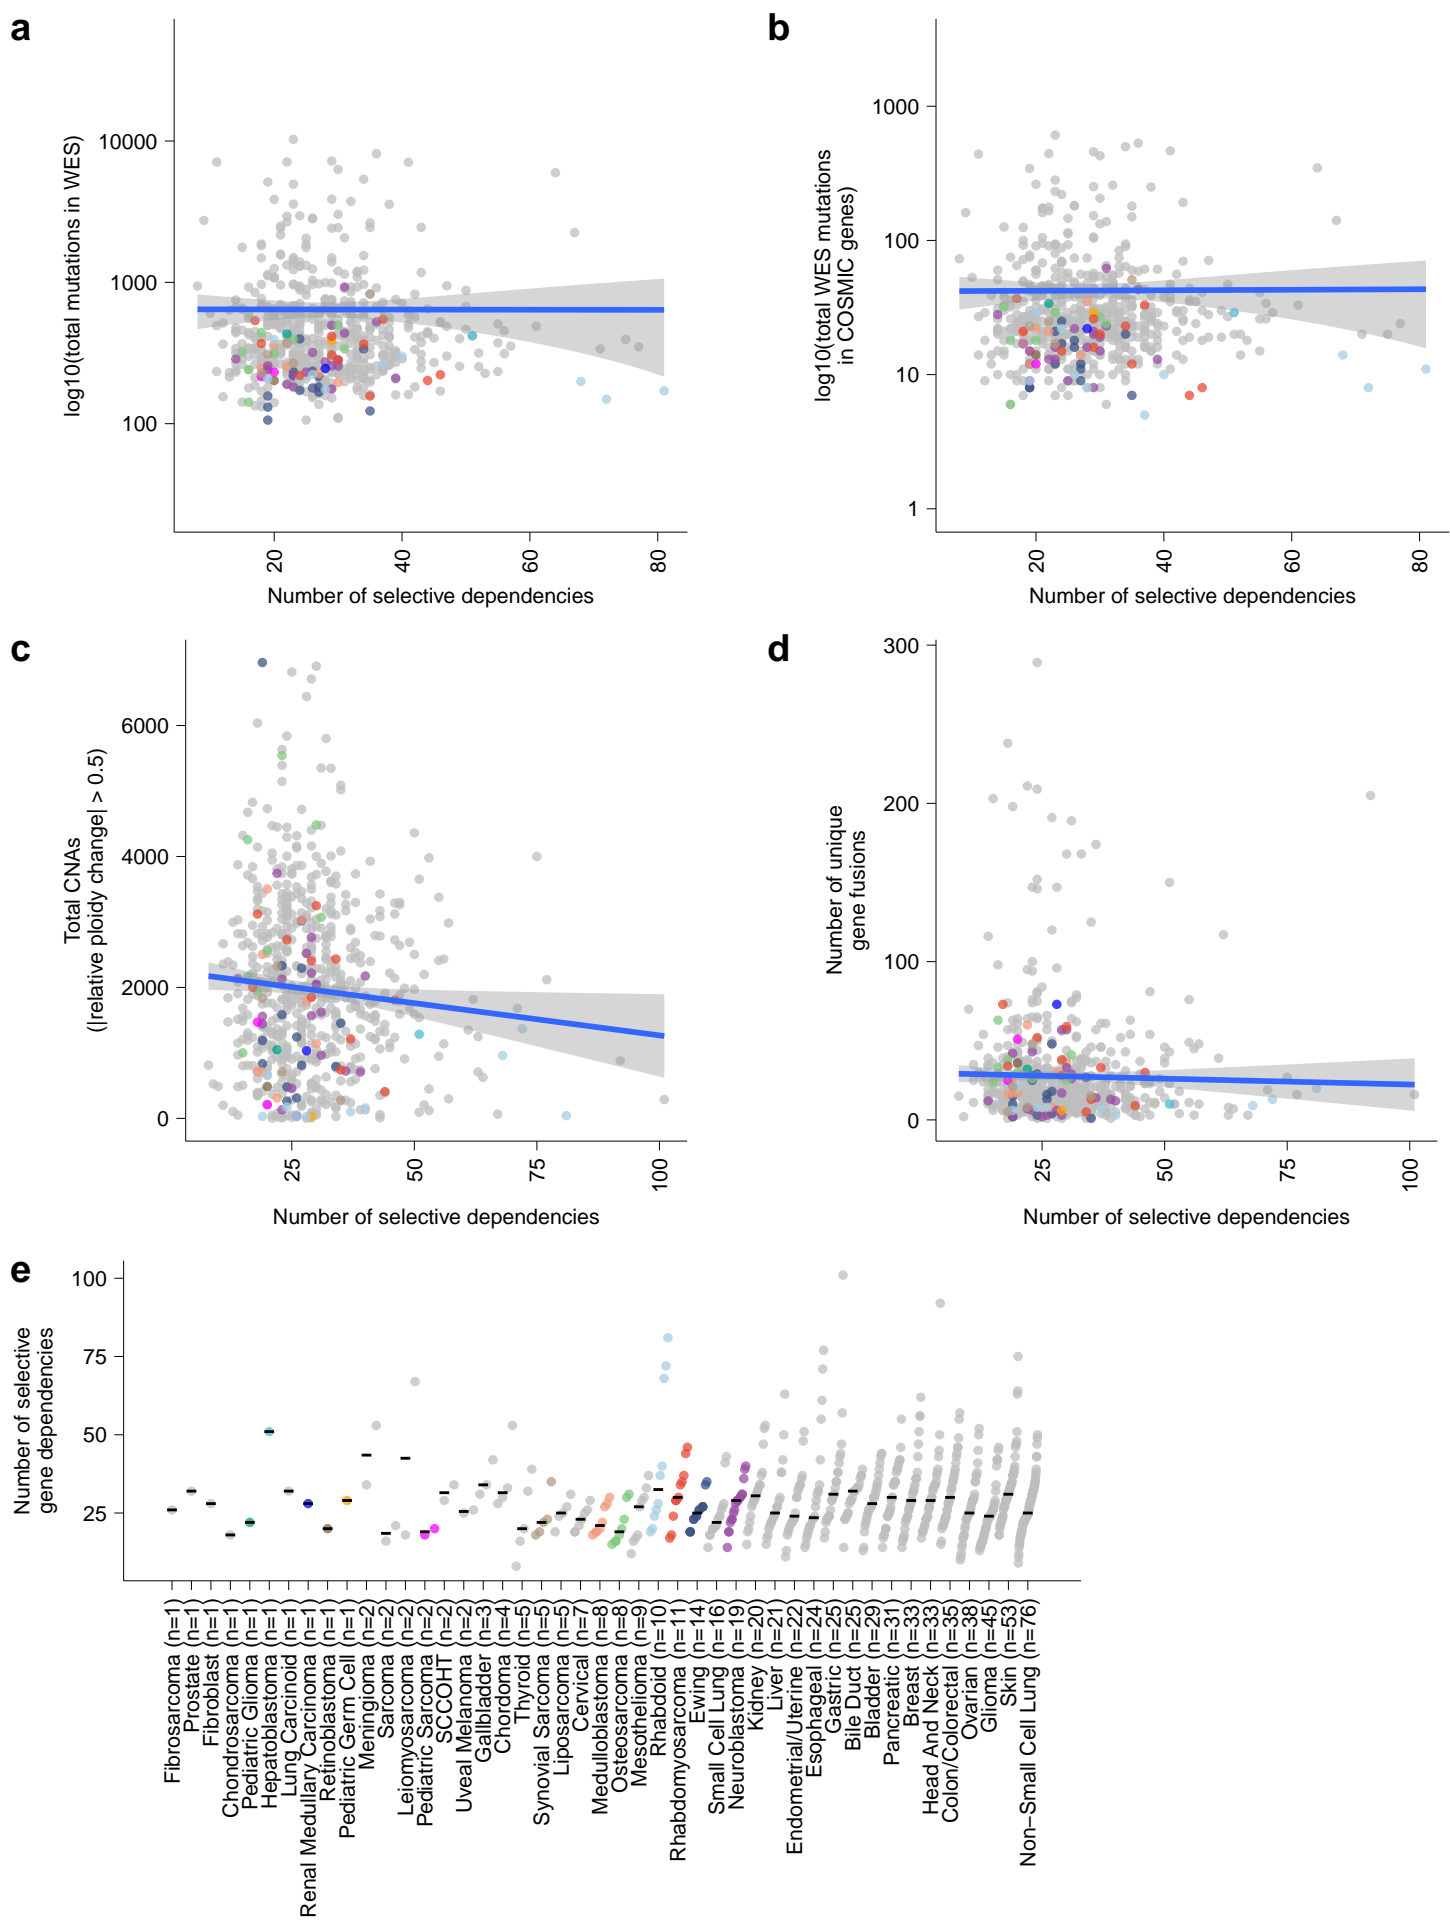 a
log10(total mutations in WES)
10000
1000
100
20
40
60
80
Number of selective dependencies
b
log10(total WES mutations
in COSMIC genes)
1000
100
10
1
20
40
60
80
Number of selective dependencies
c
Total CNAs
(|relative ploidy change| > 0.5)
6000
4000
2000
0
25
50
75
100
Number of selective dependencies
d
Number of unique
gene fusions
300
200
100
0
25
50
75
100
Number of selective dependencies
e
Number of selective
gene dependencies
100
75
50
25
Fibrosarcoma (n=1)
Prostate (n=1)
Fibroblast (n=1)
Chondrosarcoma (n=1)
Pediatric Glioma (n=1)
Hepatoblastoma (n=1)
Lung Carcinoid (n=1)
Renal Medullary Carcinoma (n=1)
Retinoblastoma (n=1)
Pediatric Germ Cell (n=1)
Meningioma (n=2)
Sarcoma (n=2)
Leiomyosarcoma (n=2)
Pediatric Sarcoma (n=2)
SCCOHT (n=2)
Uveal Melanoma (n=2)
Gallbladder (n=3)
Chordoma (n=4)
Thyroid (n=5)
Synovial Sarcoma (n=5)
Liposarcoma (n=5)
Cervical (n=7)
Medulloblastoma (n=8)
Osteosarcoma (n=8)
Mesothelioma (n=9)
Rhabdoid (n=10)
Rhabdomyosarcoma (n=11)
Ewing (n=14)
Small Cell Lung (n=16)
Neuroblastoma (n=19)
Kidney (n=20)
Liver (n=21)
Endometrial/Uterine (n=22)
Esophageal (n=24)
Gastric (n=25)
Bile Duct (n=25)
Bladder (n=29)
Pancreatic (n=31)
Breast (n=33)
Head And Neck (n=33)
Colon/Colorectal (n=35)
Ovarian (n=38)
Glioma (n=45)
Skin (n=53)
Non−Small Cell Lung (n=76)